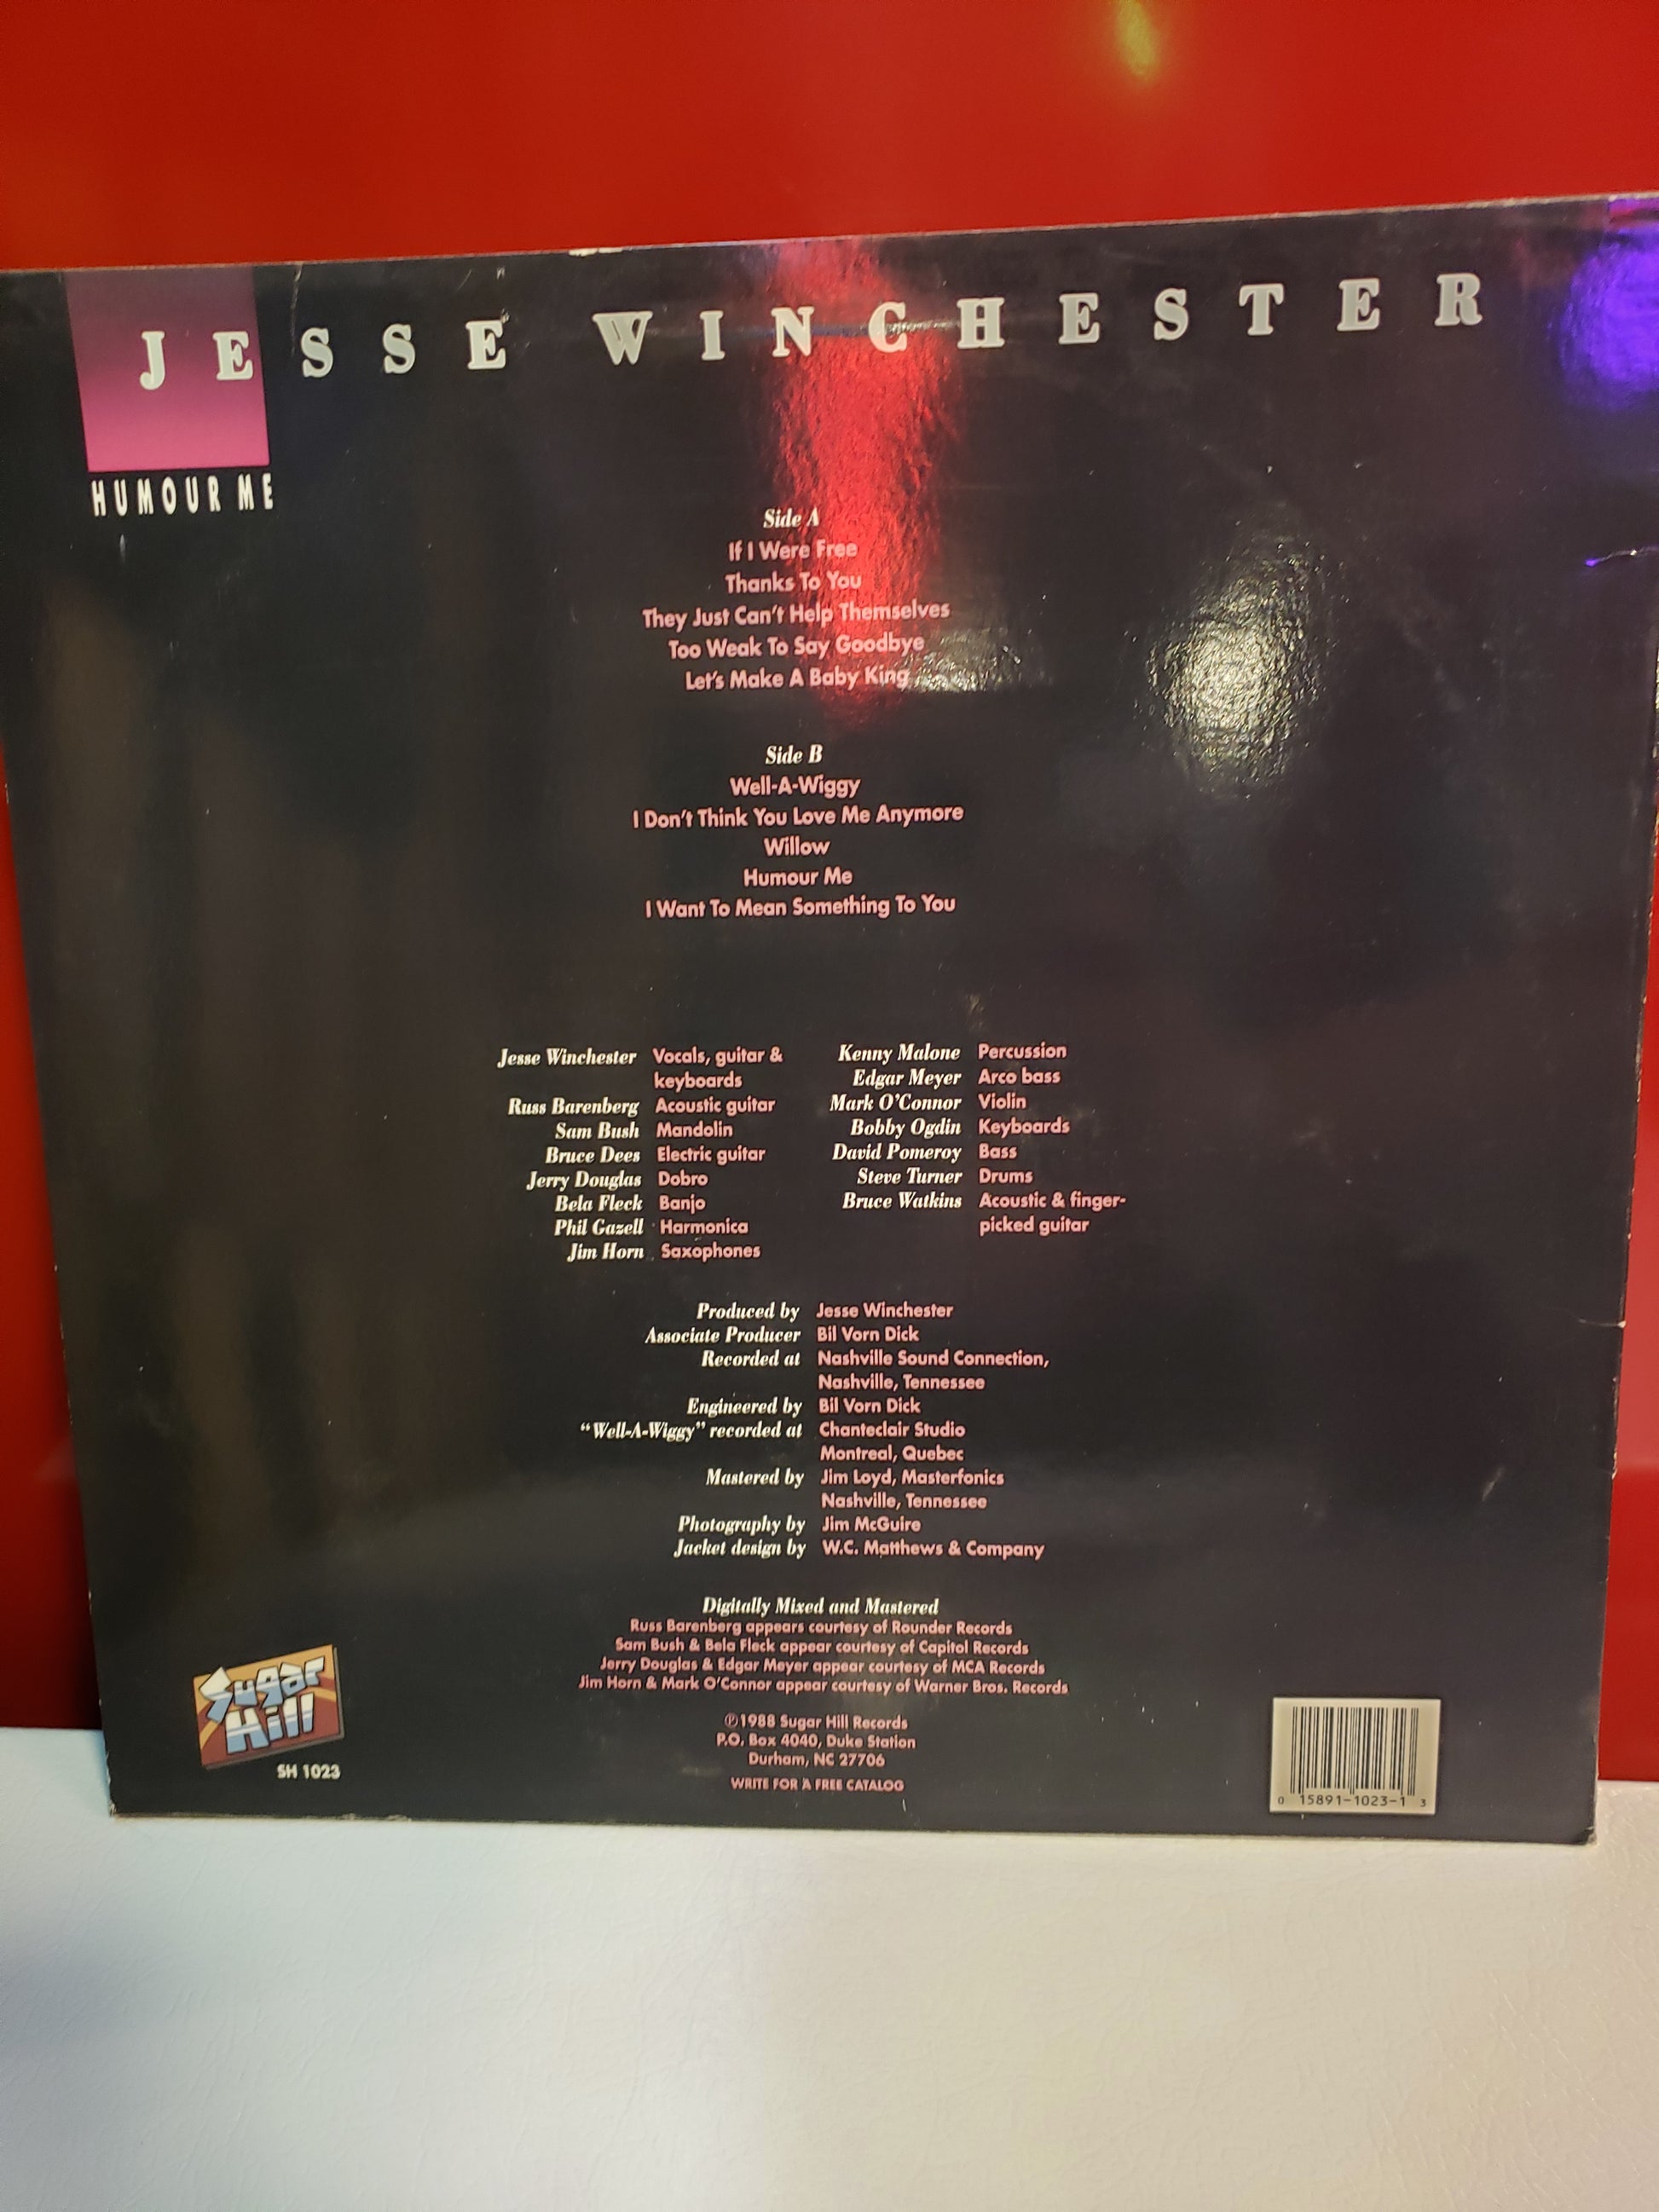 JESSE WINCHESTER
HUMOUR ME
Side A
If I Were Free
Thanks To You
They Just Can't Help Themselves
Too Weak To Say Goodbye
Let's Make A Baby King
Side B
Well-A-Wiggy
I Don't Think You Love Me Anymore
Willow
Humour Me
I Want To Mean Something To You
Jesse Winchester Vocals, guitar &
keyboards
Russ Barenberg Acoustic guitar
Sam Bush Mandolin
Bruce Dees Electric guitar
Jerry Douglas Dobro
Bela Fleck Banjo
Phil Gazell Harmonica
Jim Horn Saxophones
Kenny Malone Percussion
Edgar Meyer Arco bass
Mark O'Connor Violin
Bobby Ogdin Keyboards
David Pomeroy Bass
Steve Turner Drums
Bruce Watkins Acoustic & finger-
picked guitar
Produced by Jesse Winchester
Associate Producer Bil Vorn Dick
Recorded at Nashville Sound Connection,
Nashville, Tennessee
Engineered by Bil Vorn Dick
"Well-A-Wiggy" recorded at Chanteclair Studio
Montreal, Quebec
Mastered by Jim Loyd, Masterfonics
Nashville, Tennessee
Photography by Jim McGuire
Jacket design by W.C. Matthews & Company
Digitally Mixed and Mastered
Russ Barenberg appears courtesy of Rounder Records
Sam Bush & Bela Fleck appear courtesy of Capitol Records
Jerry Douglas & Edgar Meyer appear courtesy of MCA Records
Jim Horn & Mark O'Connor appear courtesy of Warner Bros. Records
℗1988 Sugar Hill Records
P.O. Box 4040, Duke Station
Durham, NC 27706
WRITE FOR A FREE CATALOG
Sugar
Hill
SH 1023
0 15891-1023-1 3